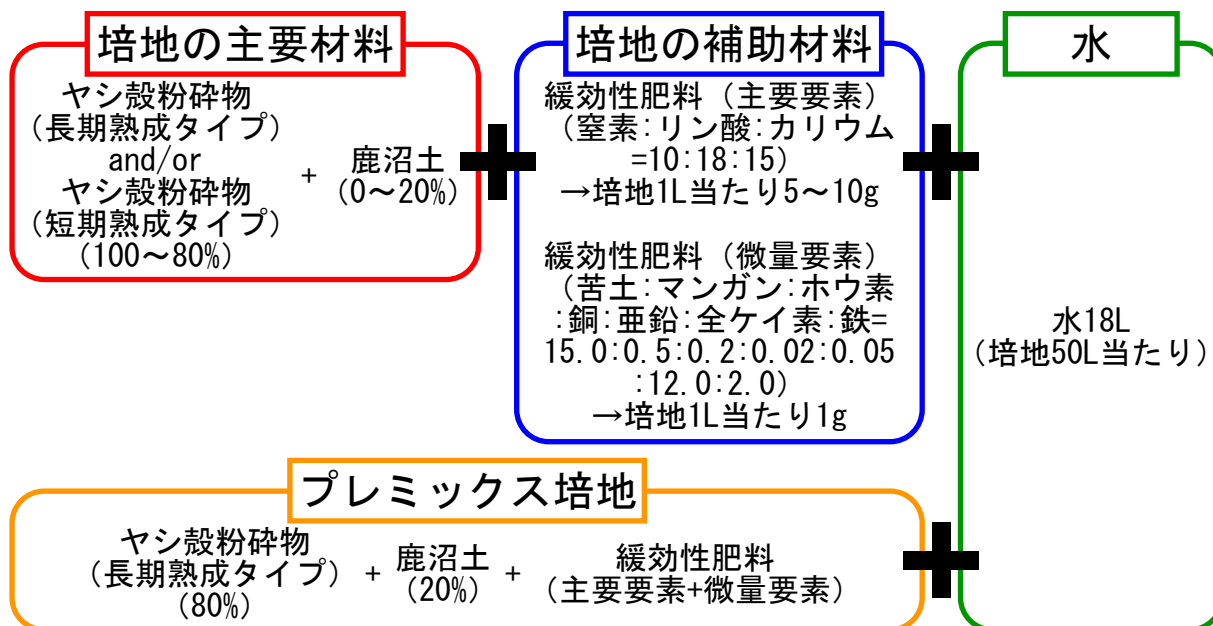 培地の主要材料
ヤシ殻粉砕物
(長期熟成タイプ)
and/or
ヤシ殻粉砕物
(短期熟成タイプ)
(100～80%)
+
鹿沼土
(0～20%)
培地の補助材料
緩効性肥料 (主要要素)
(窒素:リン酸:カリウム
=10:18:15)
→培地1L当たり5～10g
緩効性肥料 (微量要素)
(苦土:マンガン:ホウ素
:銅:亜鉛:全ケイ素:鉄=
15.0:0.5:0.2:0.02:0.05
:12.0:2.0)
→培地1L当たり1g
水
水18L
(培地50L当たり)
プレミックス培地
ヤシ殻粉砕物
(長期熟成タイプ)
(80%)
+
鹿沼土
(20%)
+
緩効性肥料
(主要要素+微量要素)